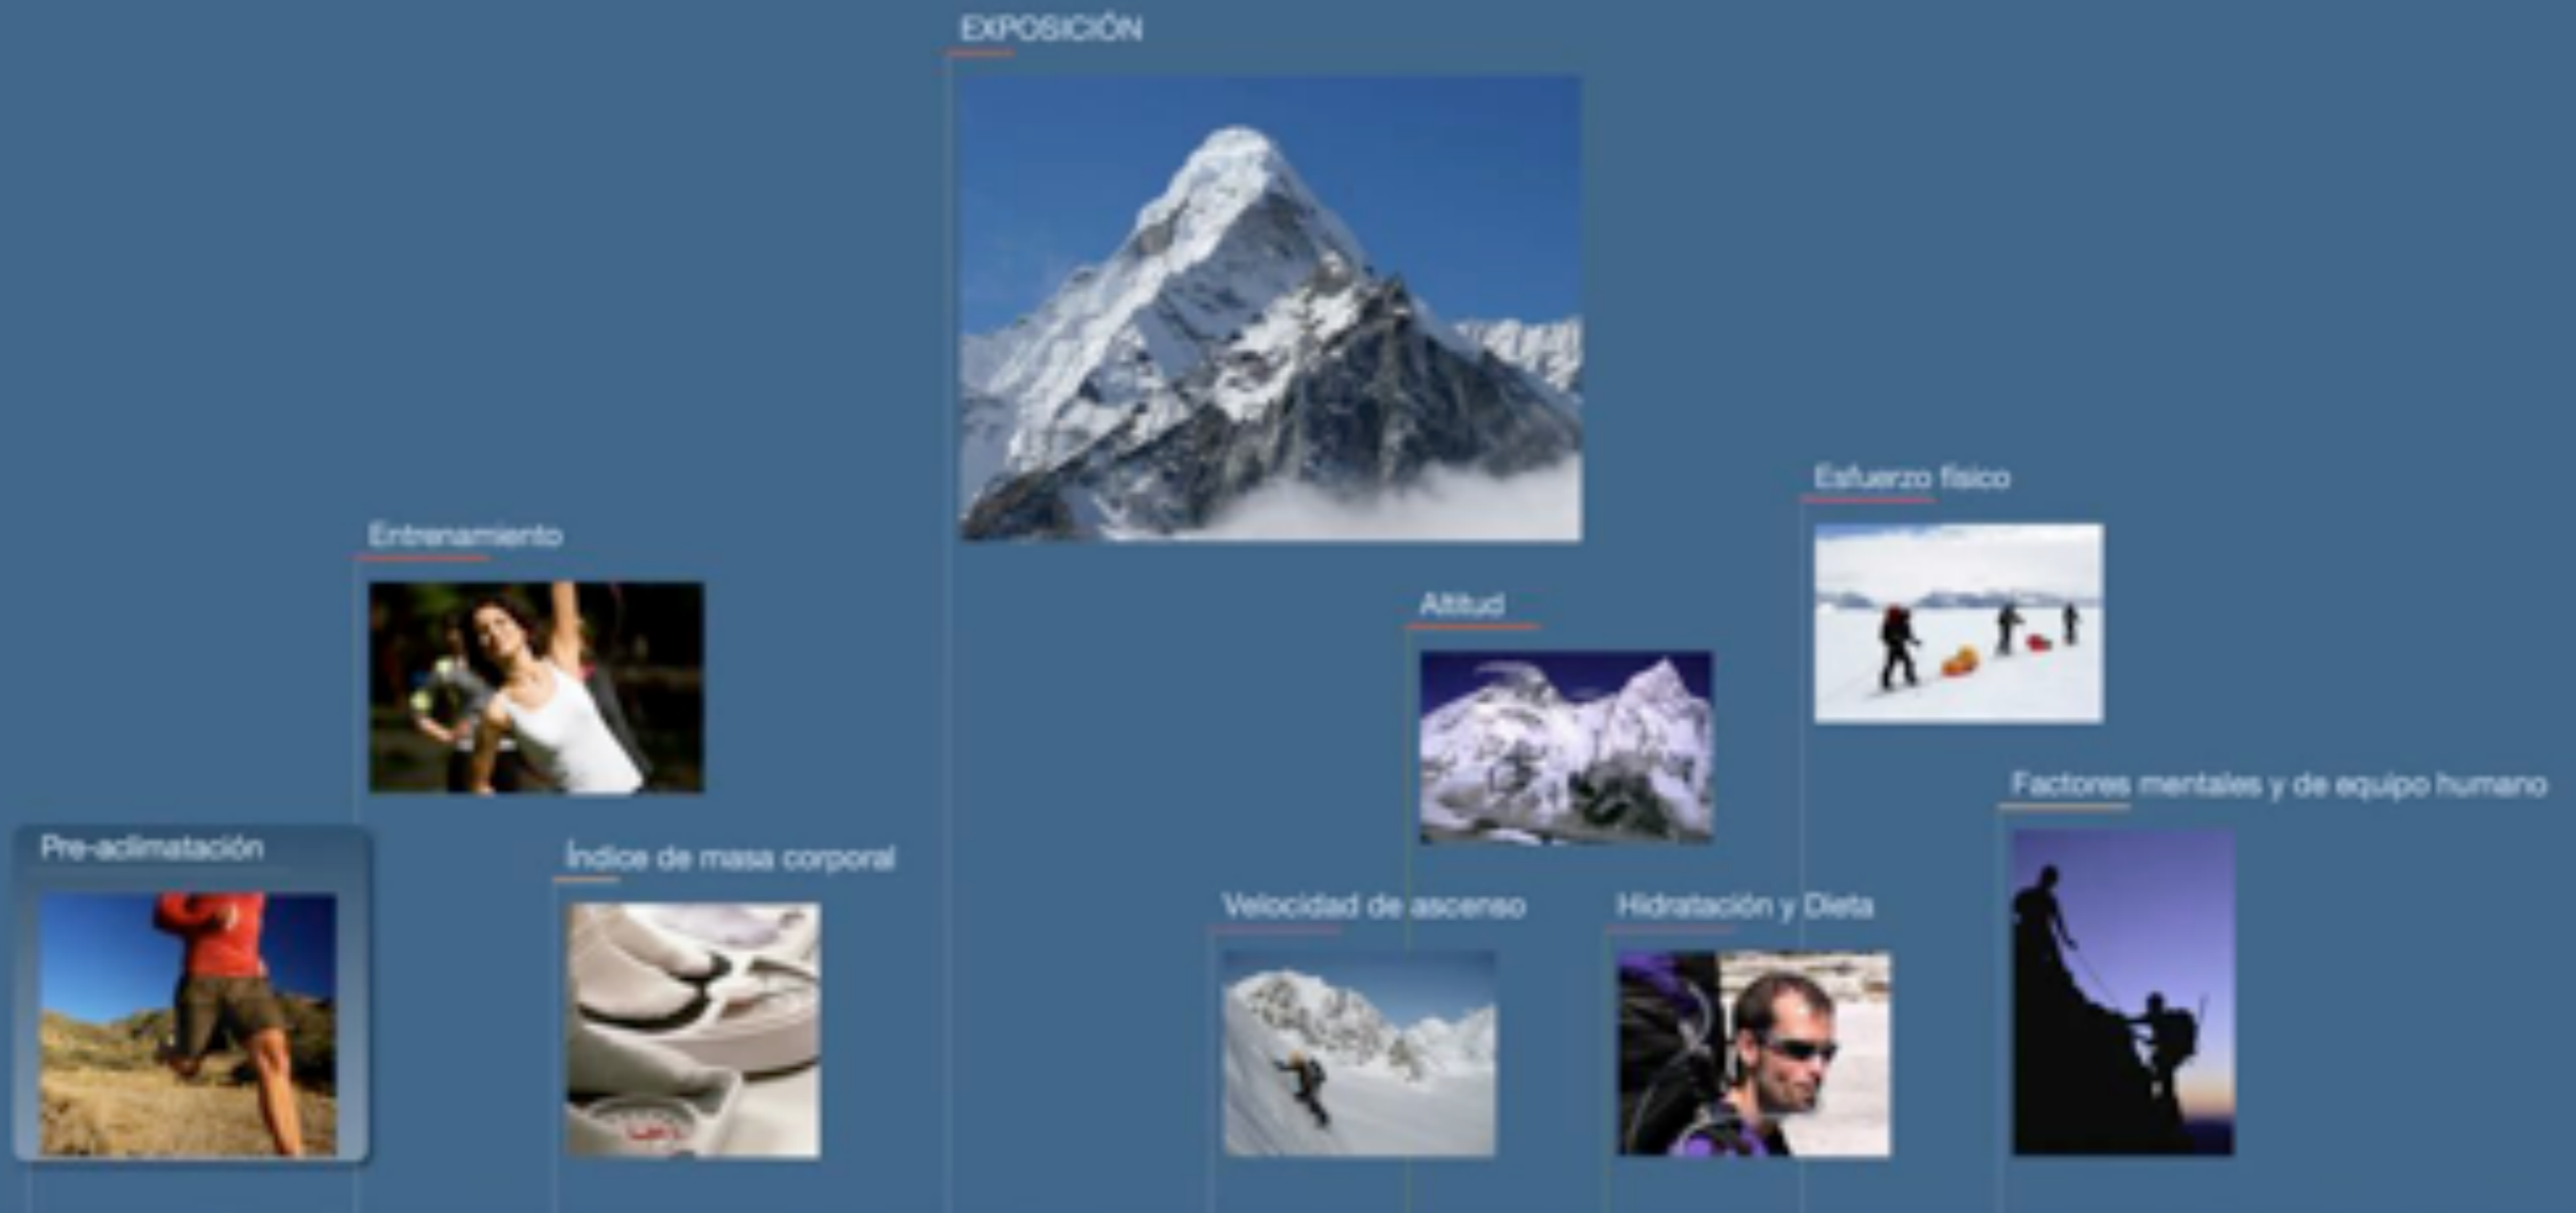 EXPOSICIÓN
Esfuerzo físico
Entrenamiento
Altitud
Factores mentales y de equipo humano
Pre-aclimatación
Índice de masa corporal
Velocidad de ascenso
Hidratación y Dieta